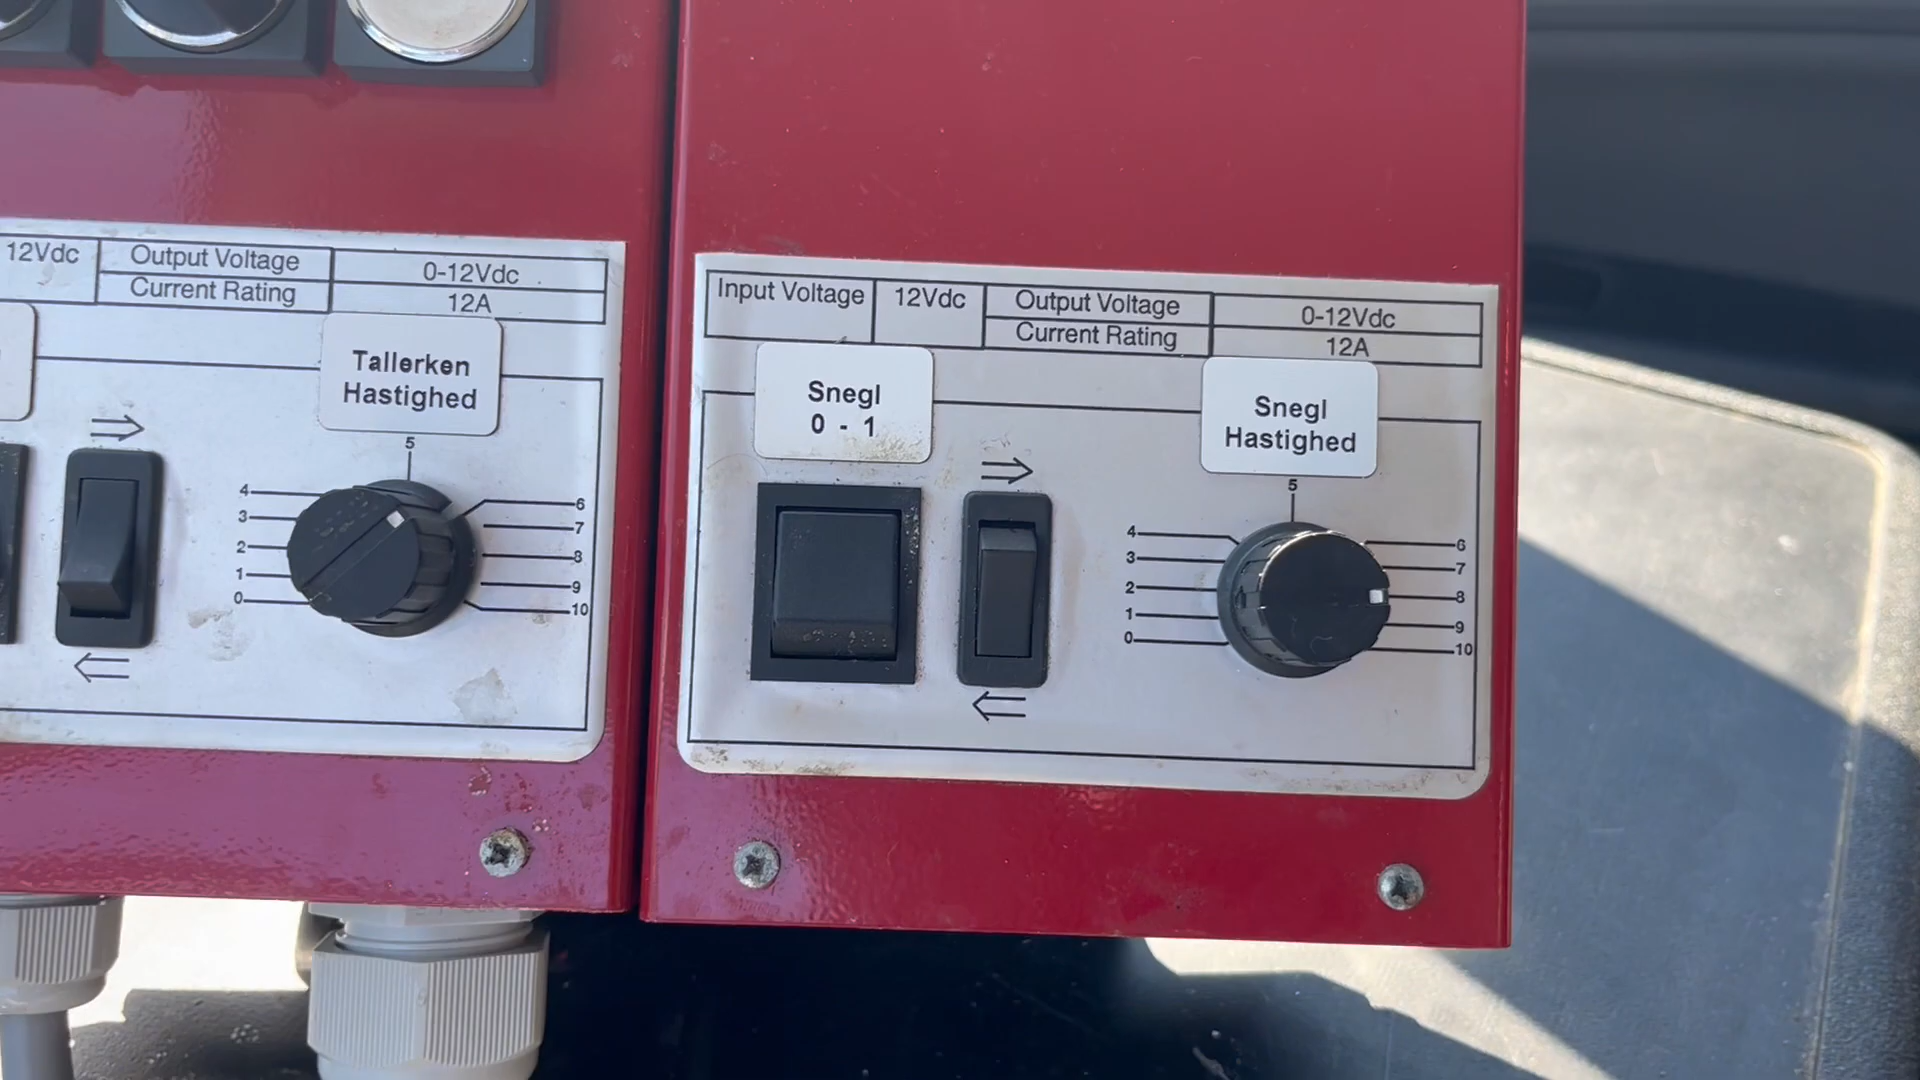 12Vdc
Output Voltage
0-12Vdc
Current Rating
12A
Tallerken
Hastighed
5
4
3
2
1
0
6
7
8
9
10
Input Voltage
12Vdc
Output Voltage
0-12Vdc
Current Rating
12A
Snegl
0 - 1
Snegl
Hastighed
5
4
3
2
1
0
6
7
8
9
10